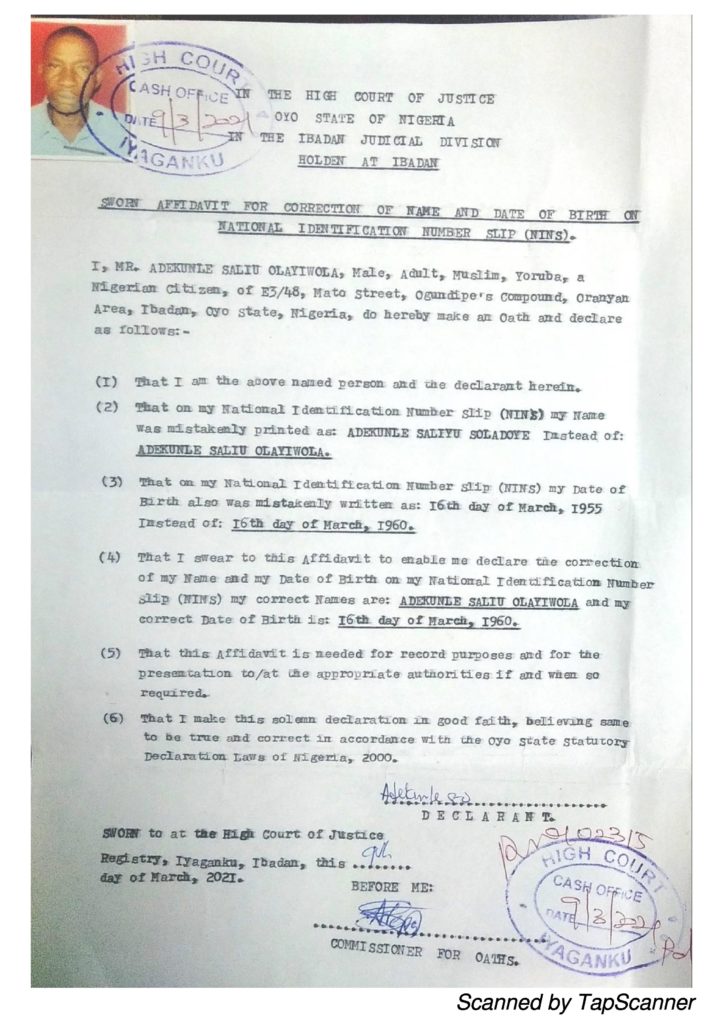 HIGH COURT
CASH OFFICE
DATE 9/3/2021
IYAGANKU
IN THE HIGH COURT OF JUSTICE
OYO STATE OF NIGERIA
IN THE IBADAN JUDICIAL DIVISION
HOLDEN AT IBADAN
SWORN AFFIDAVIT FOR CORRECTION OF NAME AND DATE OF BIRTH ON
NATIONAL IDENTIFICATION NUMBER SLIP (NINS).
I, MR. ADEKUNLE SALIU OLAYIWOLA, Male, Adult, Muslim, Yoruba, a
Nigerian Citizen, of E3/48, Mato Street, Ogundipe's Compound, Oranyan
Area, Ibadan, Oyo State, Nigeria, do hereby make an Oath and declare
as follows:-
(I) That I am the above named person and the declarant herein.
(2) That on my National Identification Number Slip (NINS) my Name
was mistakenly printed as: ADEKUNLE SALIYU SOLADOYE Instead of:
ADEKUNLE SALIU OLAYIWOLA.
(3) That on my National Identification Number Slip (NINS) my Date of
Birth also was mistakenly written as: I6th day of March, I955
Instead of: I6th day of March, I960.
(4) That I swear to this Affidavit to enable me declare the correction
of my Name and my Date of Birth on my National Identification Number
Slip (NINS) my correct Names are: ADEKUNLE SALIU OLAYIWOLA and my
correct Date of Birth is: I6th day of March, I960.
(5) That this Affidavit is needed for record purposes and for the
presentation to/at the appropriate authorities if and when so
required.
(6) That I make this solemn declaration in good faith, believing same
to be true and correct in accordance with the Oyo State Statutory
Declaration Laws of Nigeria, 2000.
Adekunle
DECLARANT.
SWORN to at the High Court of Justice
Registry, Iyaganku, Ibadan, this 9th
day of March, 202I.
BEFORE ME:
COMMISSIONER FOR OATHS.
HIGH COURT
CASH OFFICE
DATE 9/3/2021
IYAGANKU
Scanned by TapScanner